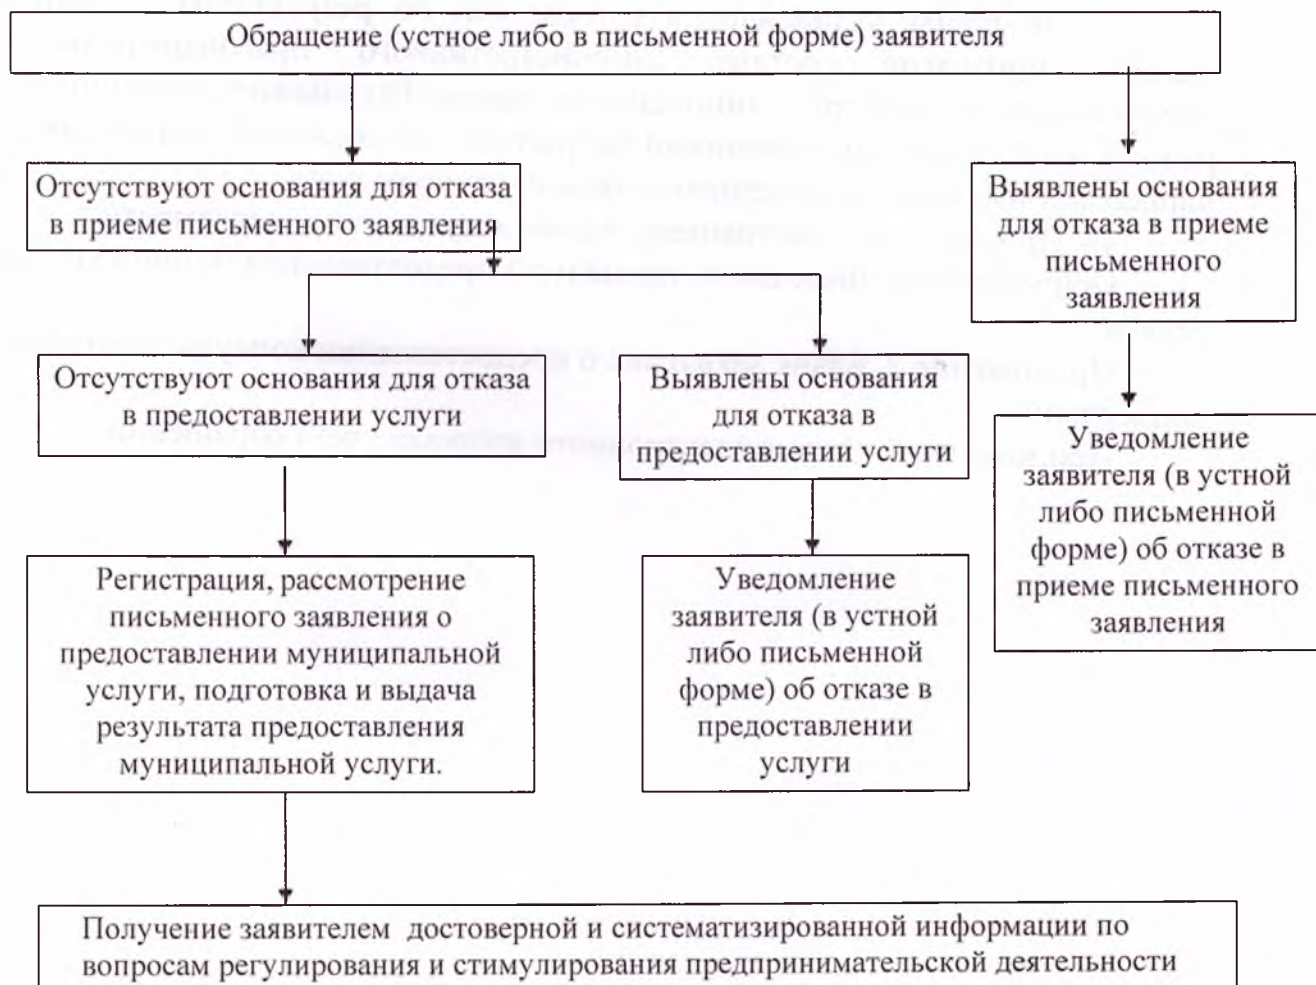 Обращение (устное либо в письменной форме) заявителя
Отсутствуют основания для отказа
в приеме письменного заявления
Выявлены основания
для отказа в приеме
письменного
заявления
Отсутствуют основания для отказа
в предоставлении услуги
Выявлены основания
для отказа в
предоставлении услуги
Уведомление
заявителя (в устной
либо письменной
форме) об отказе в
приеме письменного
заявления
Регистрация, рассмотрение
письменного заявления о
предоставлении муниципальной
услуги, подготовка и выдача
результата предоставления
муниципальной услуги.
Уведомление
заявителя (в устной
либо письменной
форме) об отказе в
предоставлении
услуги
Получение заявителем достоверной и систематизированной информации по
вопросам регулирования и стимулирования предпринимательской деятельности